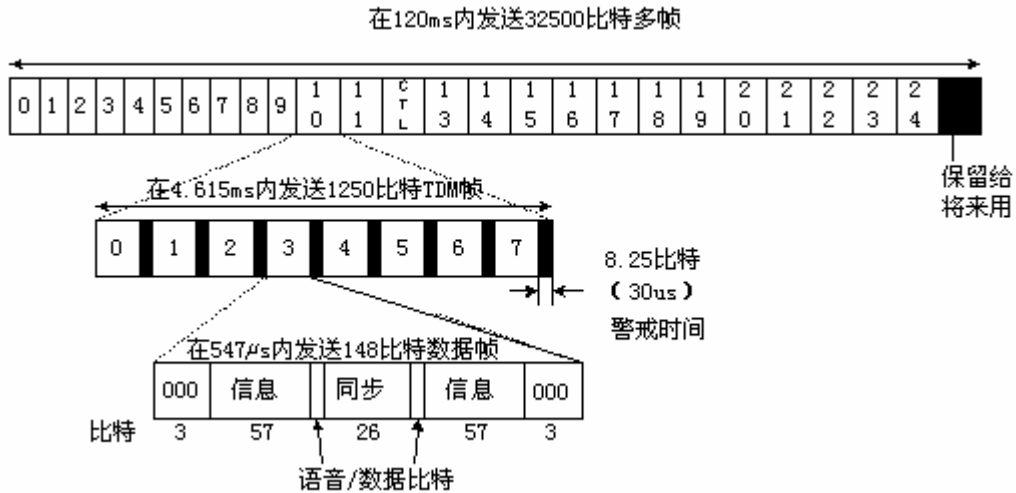 在120ms内发送32500比特多帧
0 1 2 3 4 5 6 7 8 9 10 11 CTL 13 14 15 16 17 18 19 20 21 22 23 24
保留给
将来用
在4.615ms内发送1250比特TDM帧
0 1 2 3 4 5 6 7
8.25比特
(30us)
警戒时间
在547μs内发送148比特数据帧
000 信息 同步 信息 000
比特 3 57 26 57 3
语音/数据比特